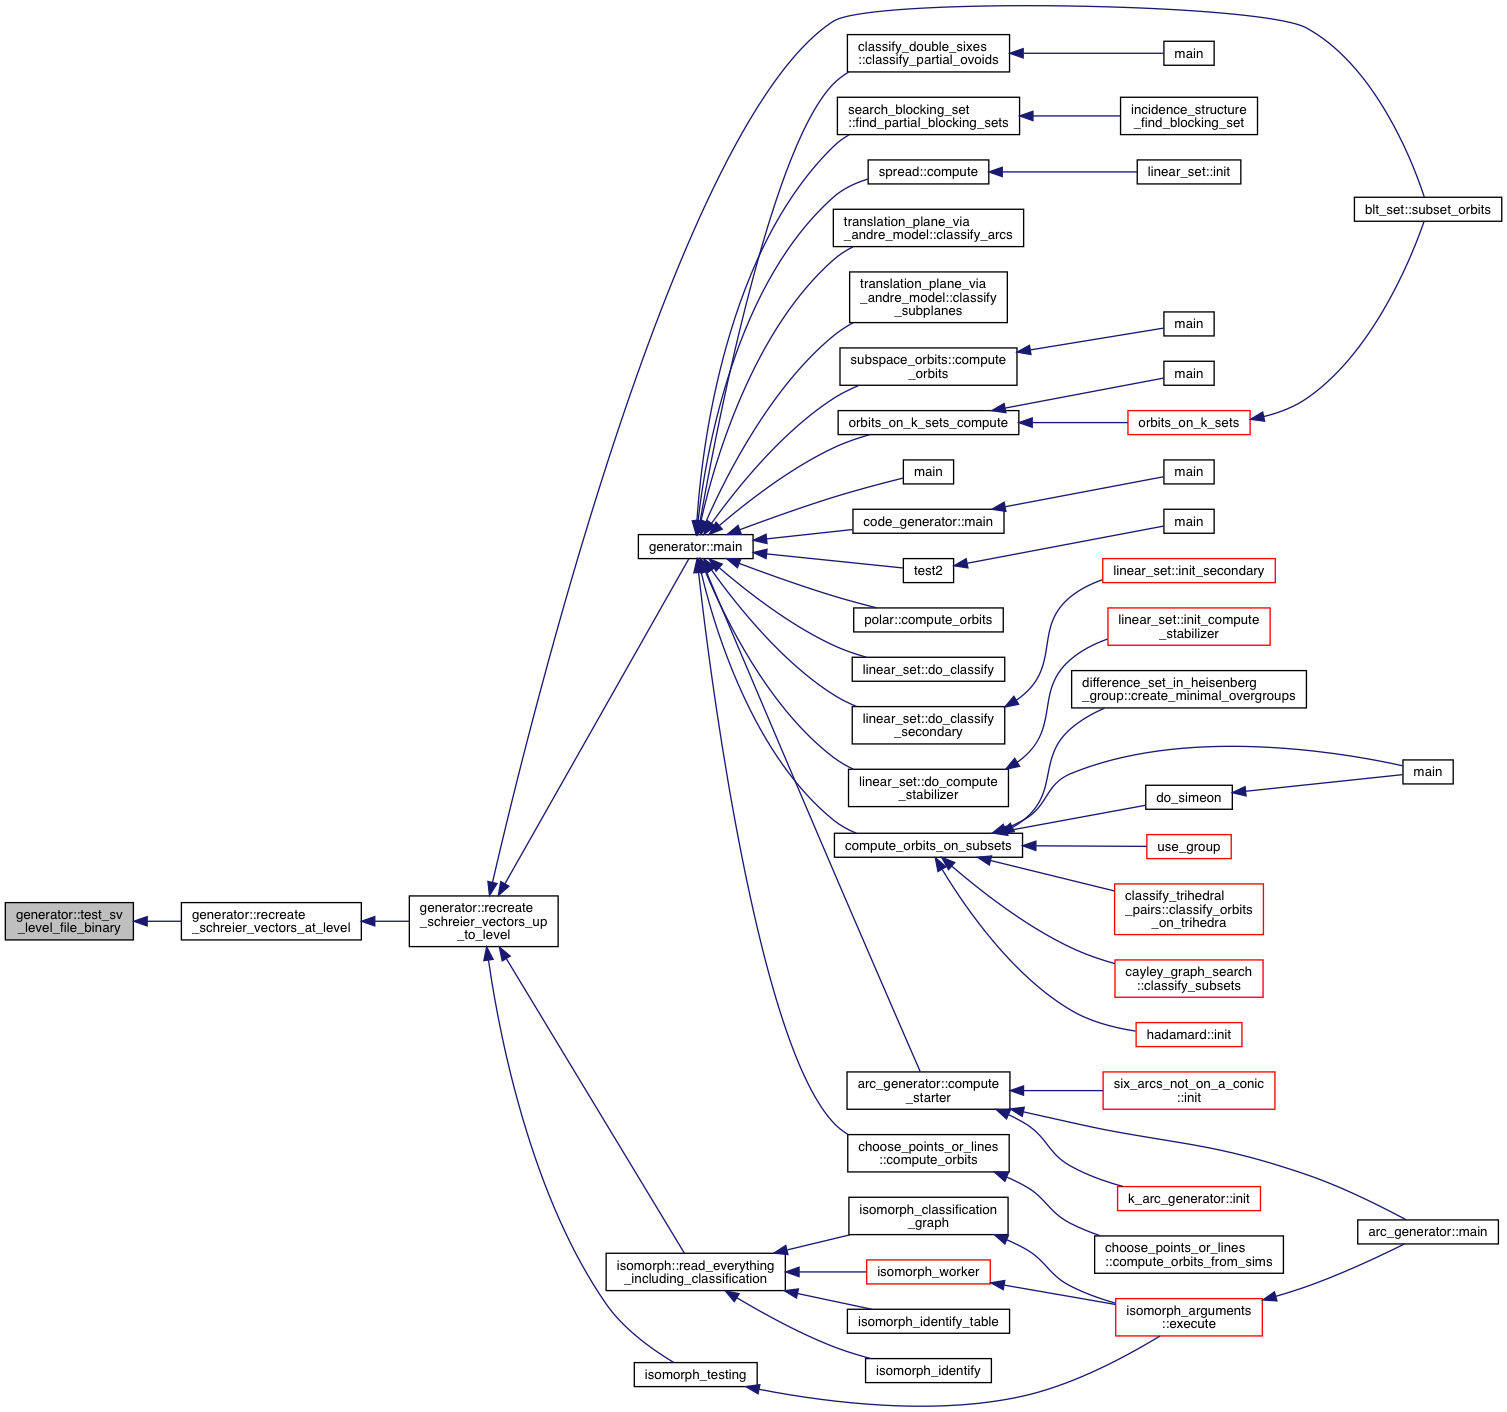 generator::test_sv
_level_file_binary
generator::recreate
_schreier_vectors_at_level
generator::recreate
_schreier_vectors_up
_to_level
generator::main
isomorph::read_everything
_including_classification
isomorph_testing
classify_double_sixes
::classify_partial_ovoids
search_blocking_set
::find_partial_blocking_sets
spread::compute
translation_plane_via
_andre_model::classify_arcs
translation_plane_via
_andre_model::classify
_subplanes
subspace_orbits::compute
_orbits
orbits_on_k_sets_compute
main
code_generator::main
test2
polar::compute_orbits
linear_set::do_classify
linear_set::do_classify
_secondary
linear_set::do_compute
_stabilizer
compute_orbits_on_subsets
arc_generator::compute
_starter
choose_points_or_lines
::compute_orbits
isomorph_classification
_graph
isomorph_worker
isomorph_identify_table
isomorph_identify
main
incidence_structure
_find_blocking_set
linear_set::init
main
main
orbits_on_k_sets
main
main
linear_set::init_secondary
linear_set::init_compute
_stabilizer
difference_set_in_heisenberg
_group::create_minimal_overgroups
do_simeon
use_group
classify_trihedral
_pairs::classify_orbits
_on_trihedra
cayley_graph_search
::classify_subsets
hadamard::init
six_arcs_not_on_a_conic
::init
k_arc_generator::init
choose_points_or_lines
::compute_orbits_from_sims
isomorph_arguments
::execute
blt_set::subset_orbits
main
arc_generator::main